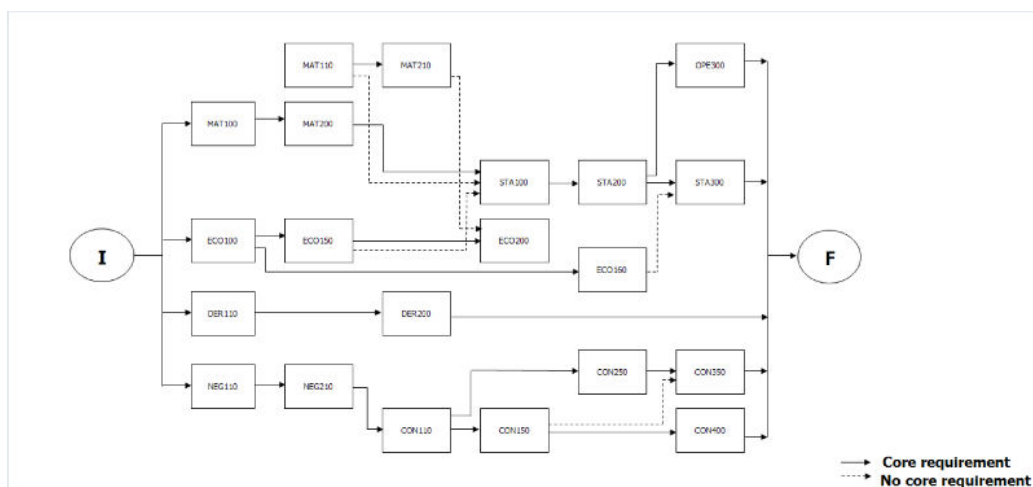 MAT110
MAT210
OPE300
MAT100
MAT200
STA100
STA200
STA300
I
ECO100
ECO150
ECO200
ECO160
F
DER110
DER200
NEG110
NEG210
CON250
CON350
CON110
CON150
CON400
Core requirement
No core requirement